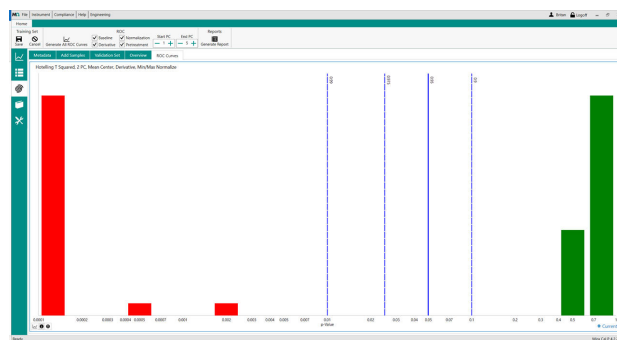 File Instrument Compliance Help Engineering
Britex Logoff
Home
Training Set
ROC
Reports
Save Cancel Generate All ROC Curves
Baseline Normalization
Derivative Pretreatment
Start PC End PC
1 5
Generate Report
Metadata Add Samples Validation Set Overview ROC Curves
Hotelling T Squared, 2 PC, Mean Center, Derivative, Min/Max Normalize
0.0001 0.0002 0.0003 0.0004 0.0005 0.0007 0.001 0.002 0.003 0.004 0.005 0.007 0.01 0.02 0.03 0.04 0.05 0.07 0.1 0.2 0.3 0.4 0.5 0.7 1
p-Value
Current
Ready